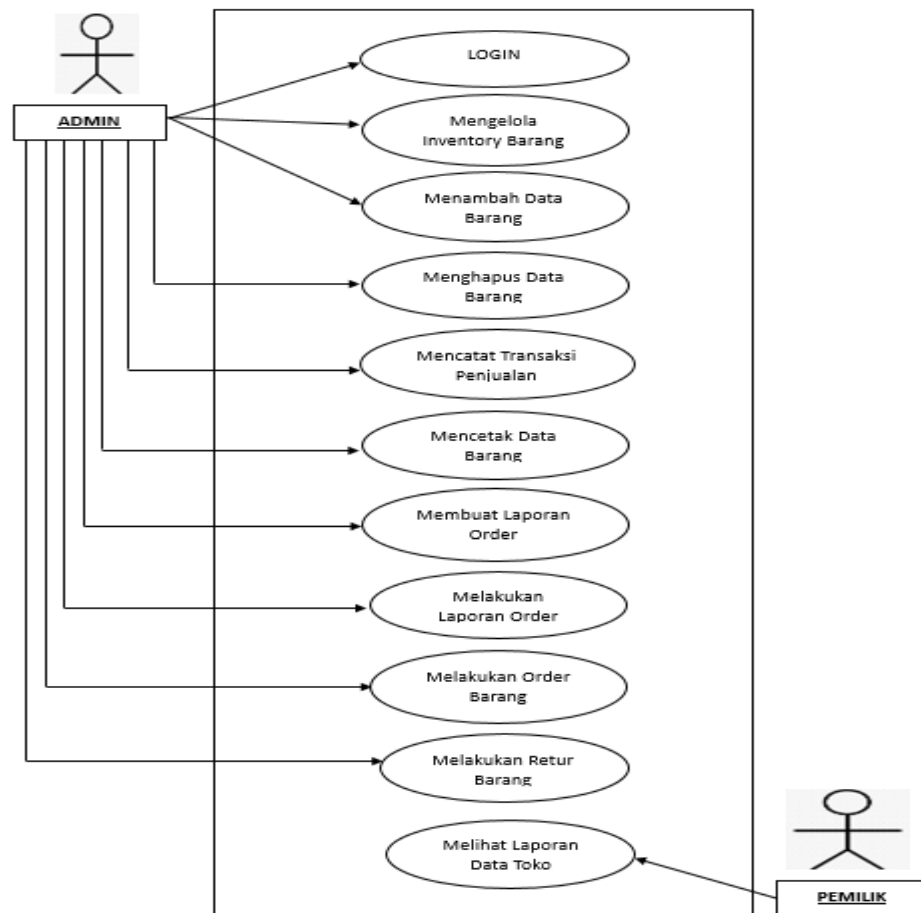 LOGIN
ADMIN
Mengelola
Inventory Barang
Menambah Data
Barang
Menghapus Data
Barang
Mencatat Transaksi
Penjualan
Mencetak Data
Barang
Membuat Laporan
Order
Melakukan
Laporan Order
Melakukan Order
Barang
Melakukan Retur
Barang
Melihat Laporan
Data Toko
PEMILIK